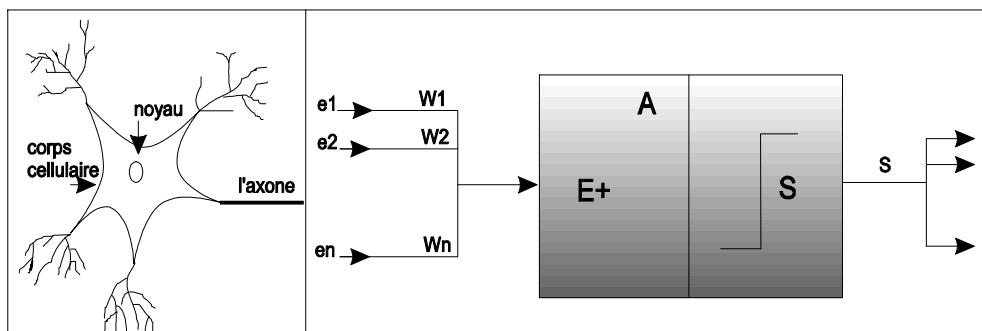 noyau
corps
cellulaire
l'axone
e1 W1
e2 W2
en Wn
A
E+ S
S